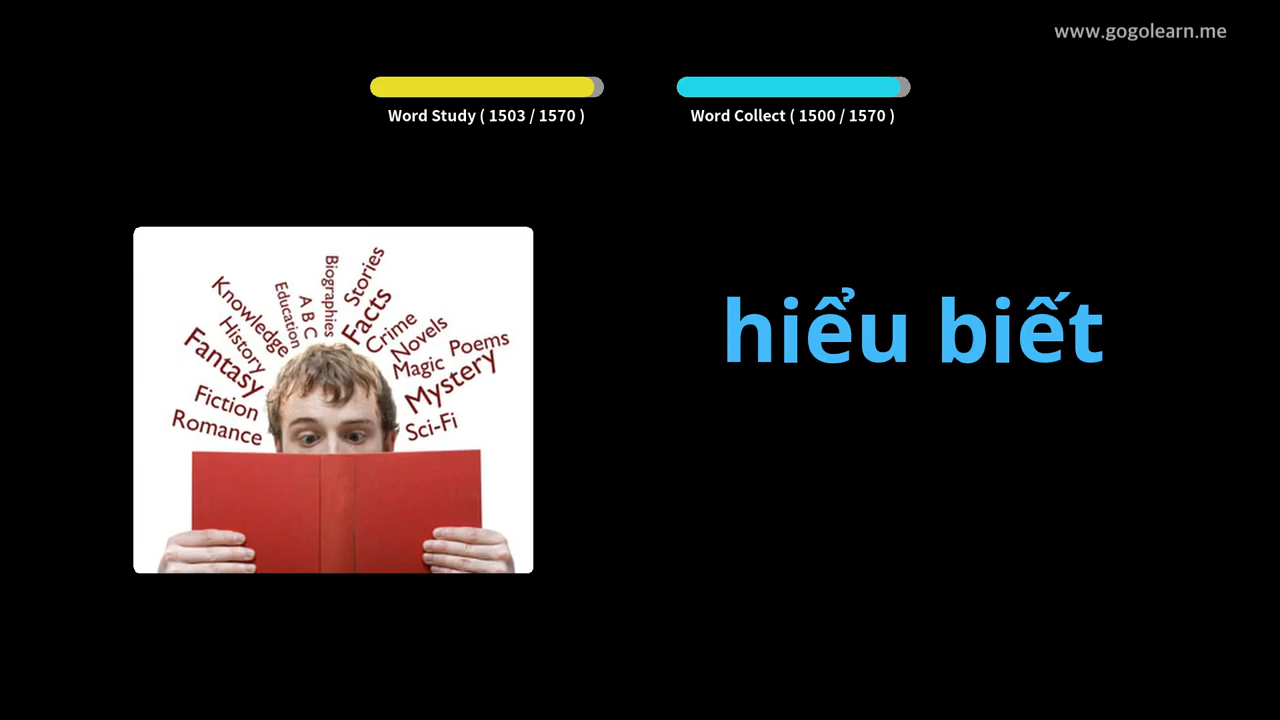 www.gogolearn.me
Word Study ( 1503 / 1570 )
Word Collect ( 1500 / 1570 )
Biographies
Stories
Education
A B C
Facts
Knowledge
Crime
History
Novels
Fantasy
Magic
Poems
Mystery
Fiction
Romance
Sci-Fi
hiểu biết